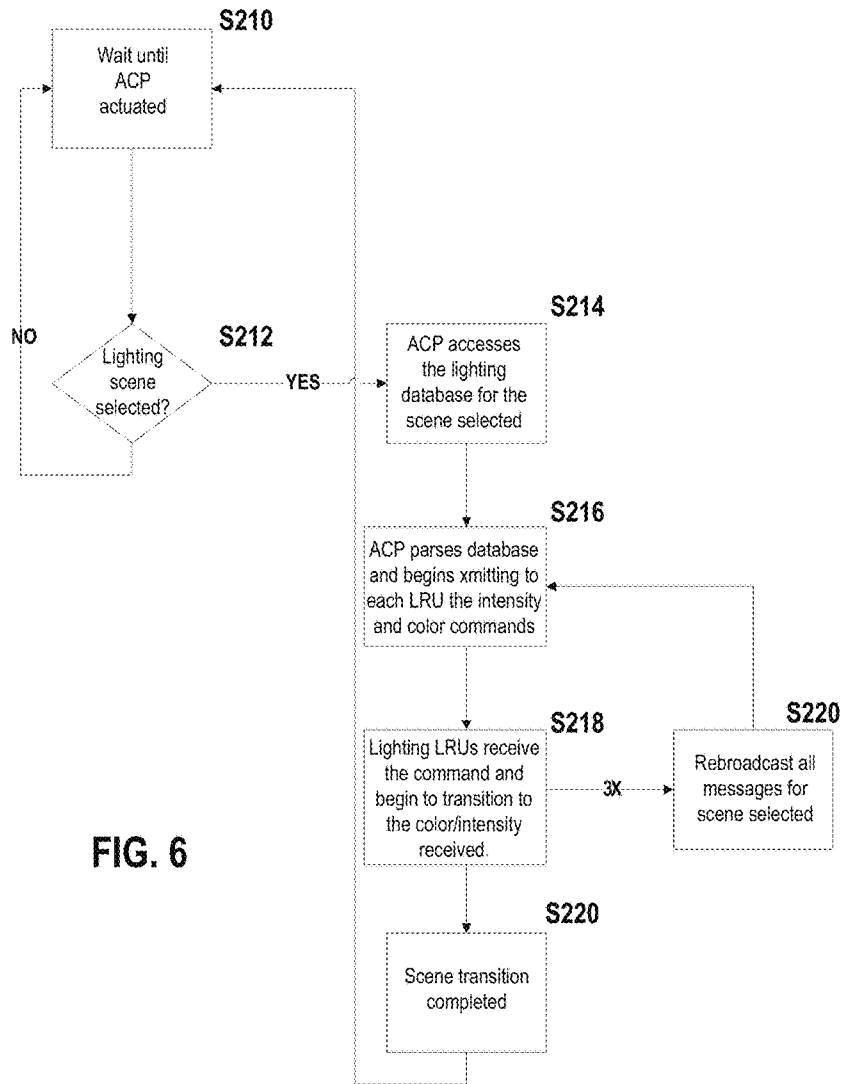 S210
Wait until
ACP
actuated
NO
S212
Lighting
scene
selected?
YES
S214
ACP accesses
the lighting
database for the
scene selected
S216
ACP parses database
and begins xmitting to
each LRU the intensity
and color commands
S218
Lighting LRUs receive
the command and
begin to transition to
the color/intensity
received.
3X
S220
Rebroadcast all
messages for
scene selected
FIG. 6
S220
Scene transition
completed